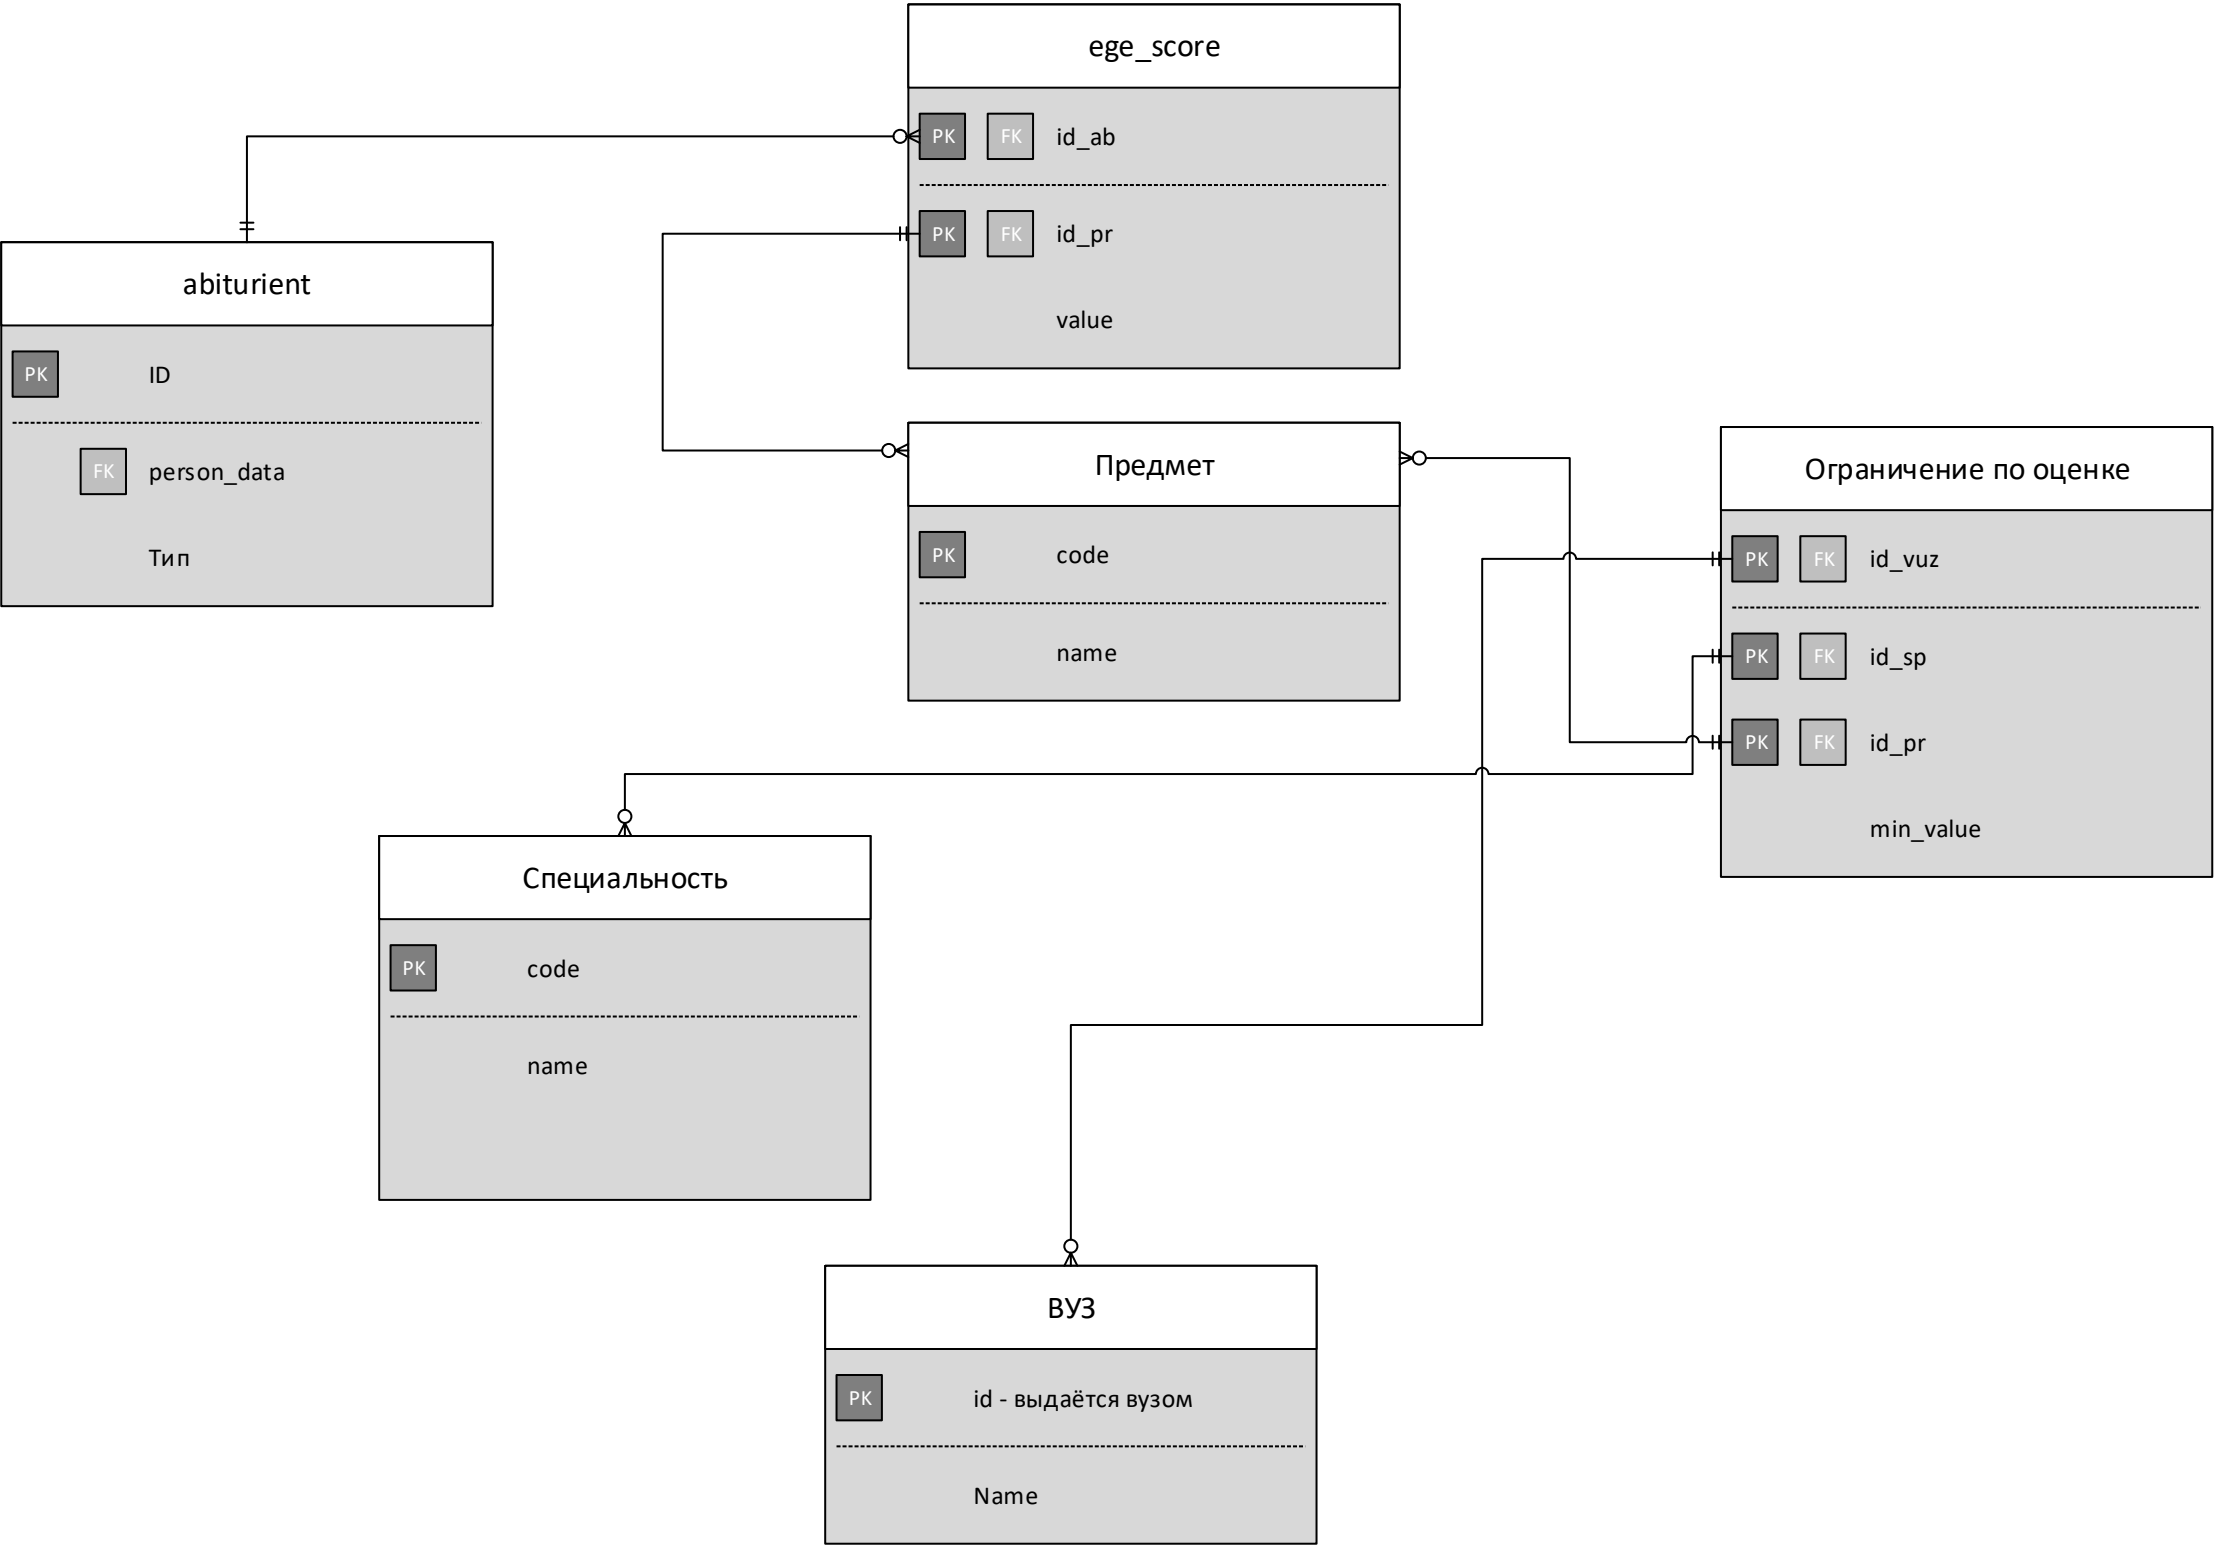 ege_score
PK FK id_ab
PK FK id_pr
value
abiturient
PK ID
FK person_data
Тип
Предмет
PK code
name
Ограничение по оценке
PK FK id_vuz
PK FK id_sp
PK FK id_pr
min_value
Специальность
PK code
name
ВУЗ
PK id - выдаётся вузом
Name